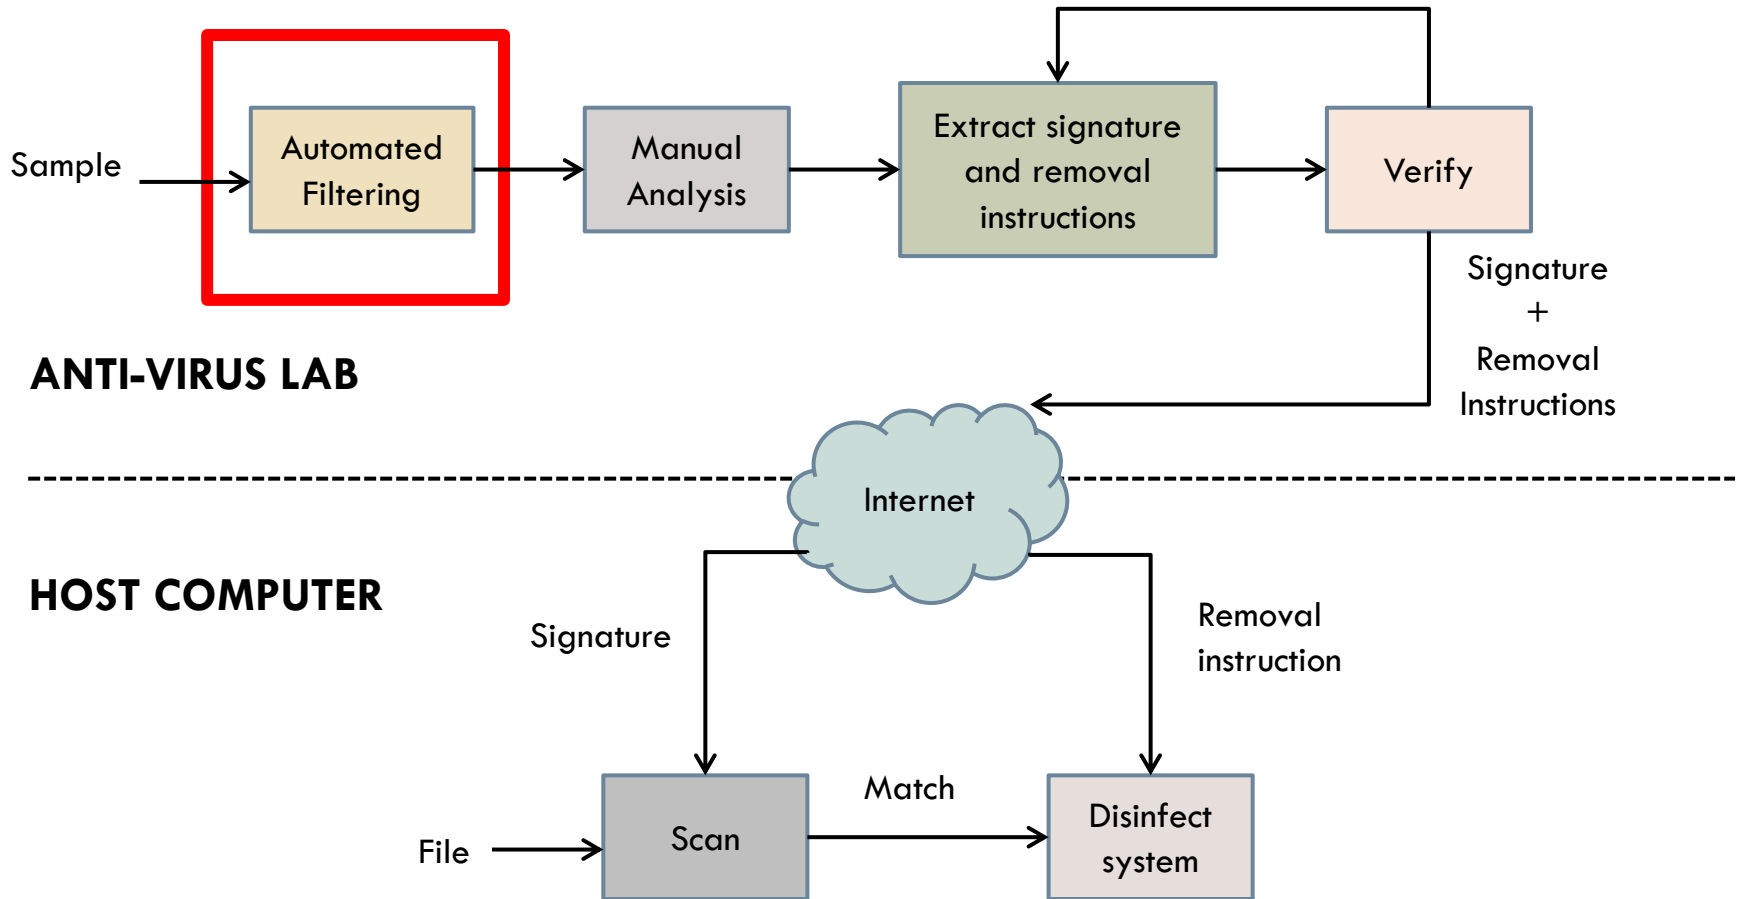 Sample
Automated
Filtering
Manual
Analysis
Extract signature
and removal
instructions
Verify
Signature
+
Removal
Instructions
ANTI-VIRUS LAB
Internet
HOST COMPUTER
Signature
Removal
instruction
Match
File
Scan
Disinfect
system